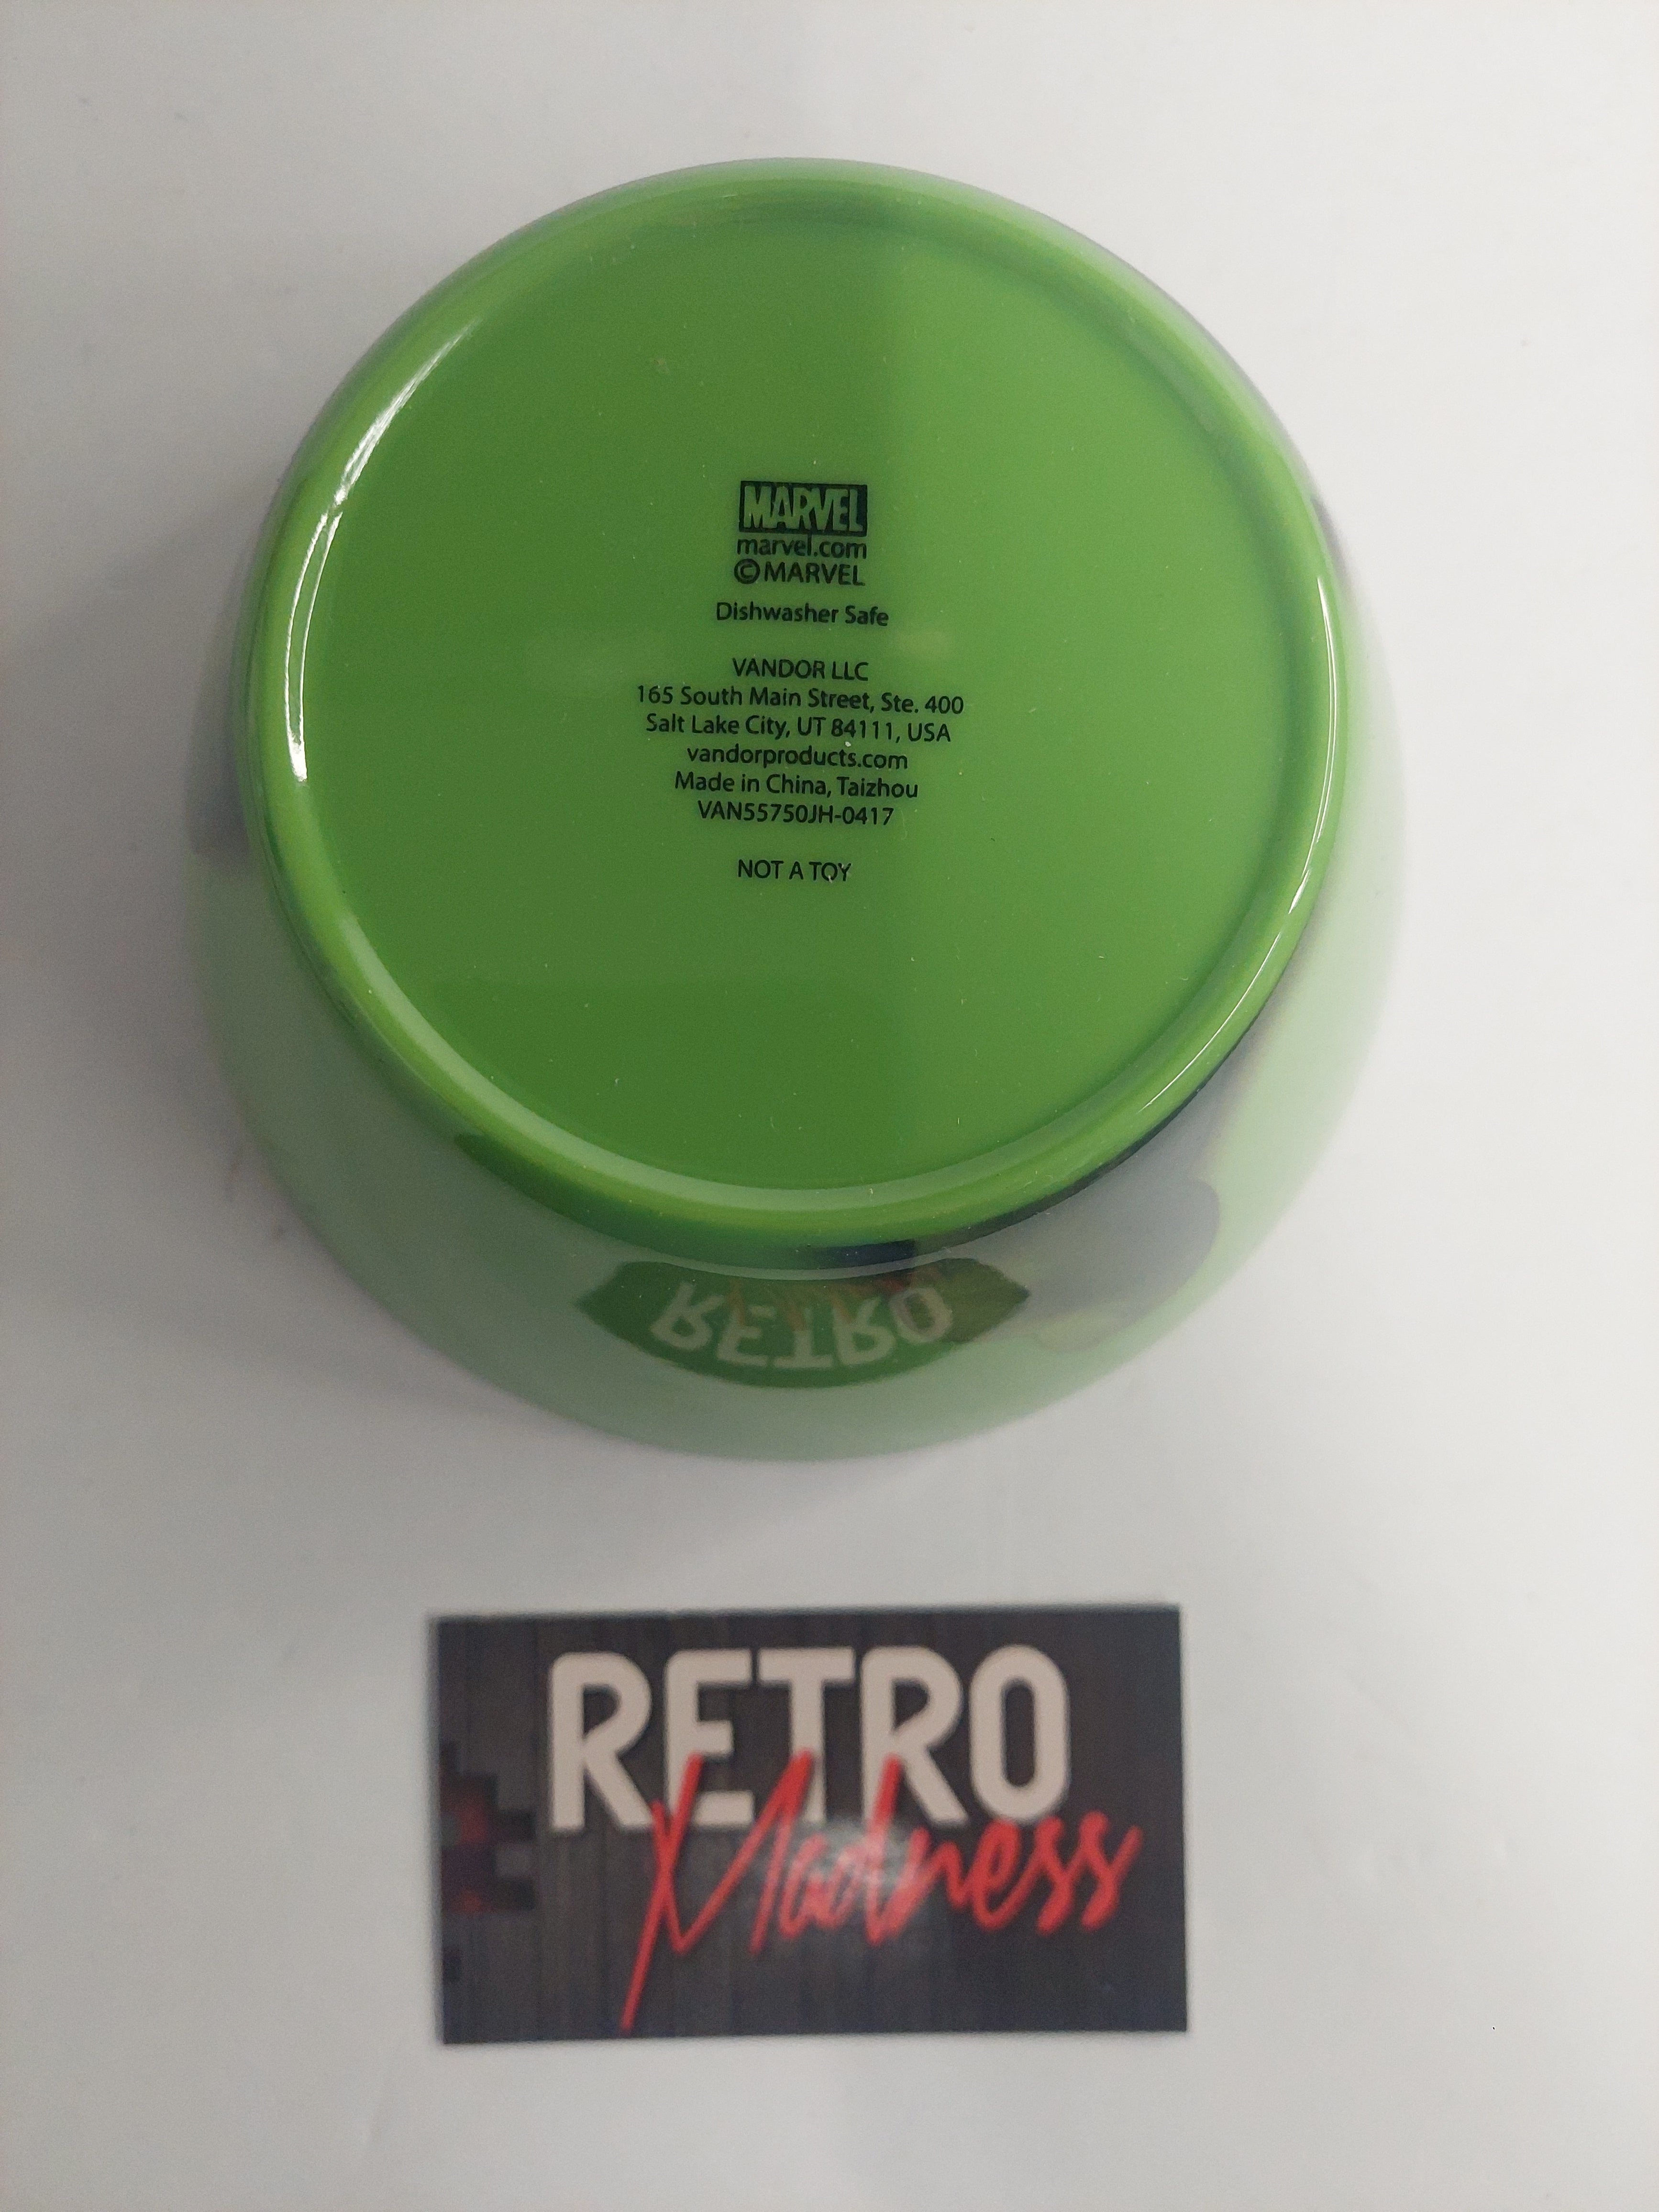 MARVEL
marvel.com
©MARVEL
Dishwasher Safe
VANDOR LLC
165 South Main Street, Ste. 400
Salt Lake City, UT 84111, USA
vandorproducts.com
Made in China, Taizhou
VAN55750JH-0417
NOT A TOY
RETRO
RETRO
Madness